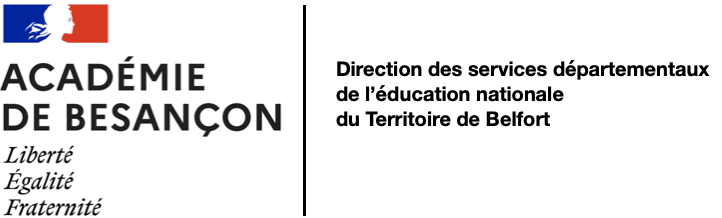 ACADÉMIE
DE BESANÇON
Liberté
Égalité
Fraternité
Direction des services départementaux
de l’éducation nationale
du Territoire de Belfort